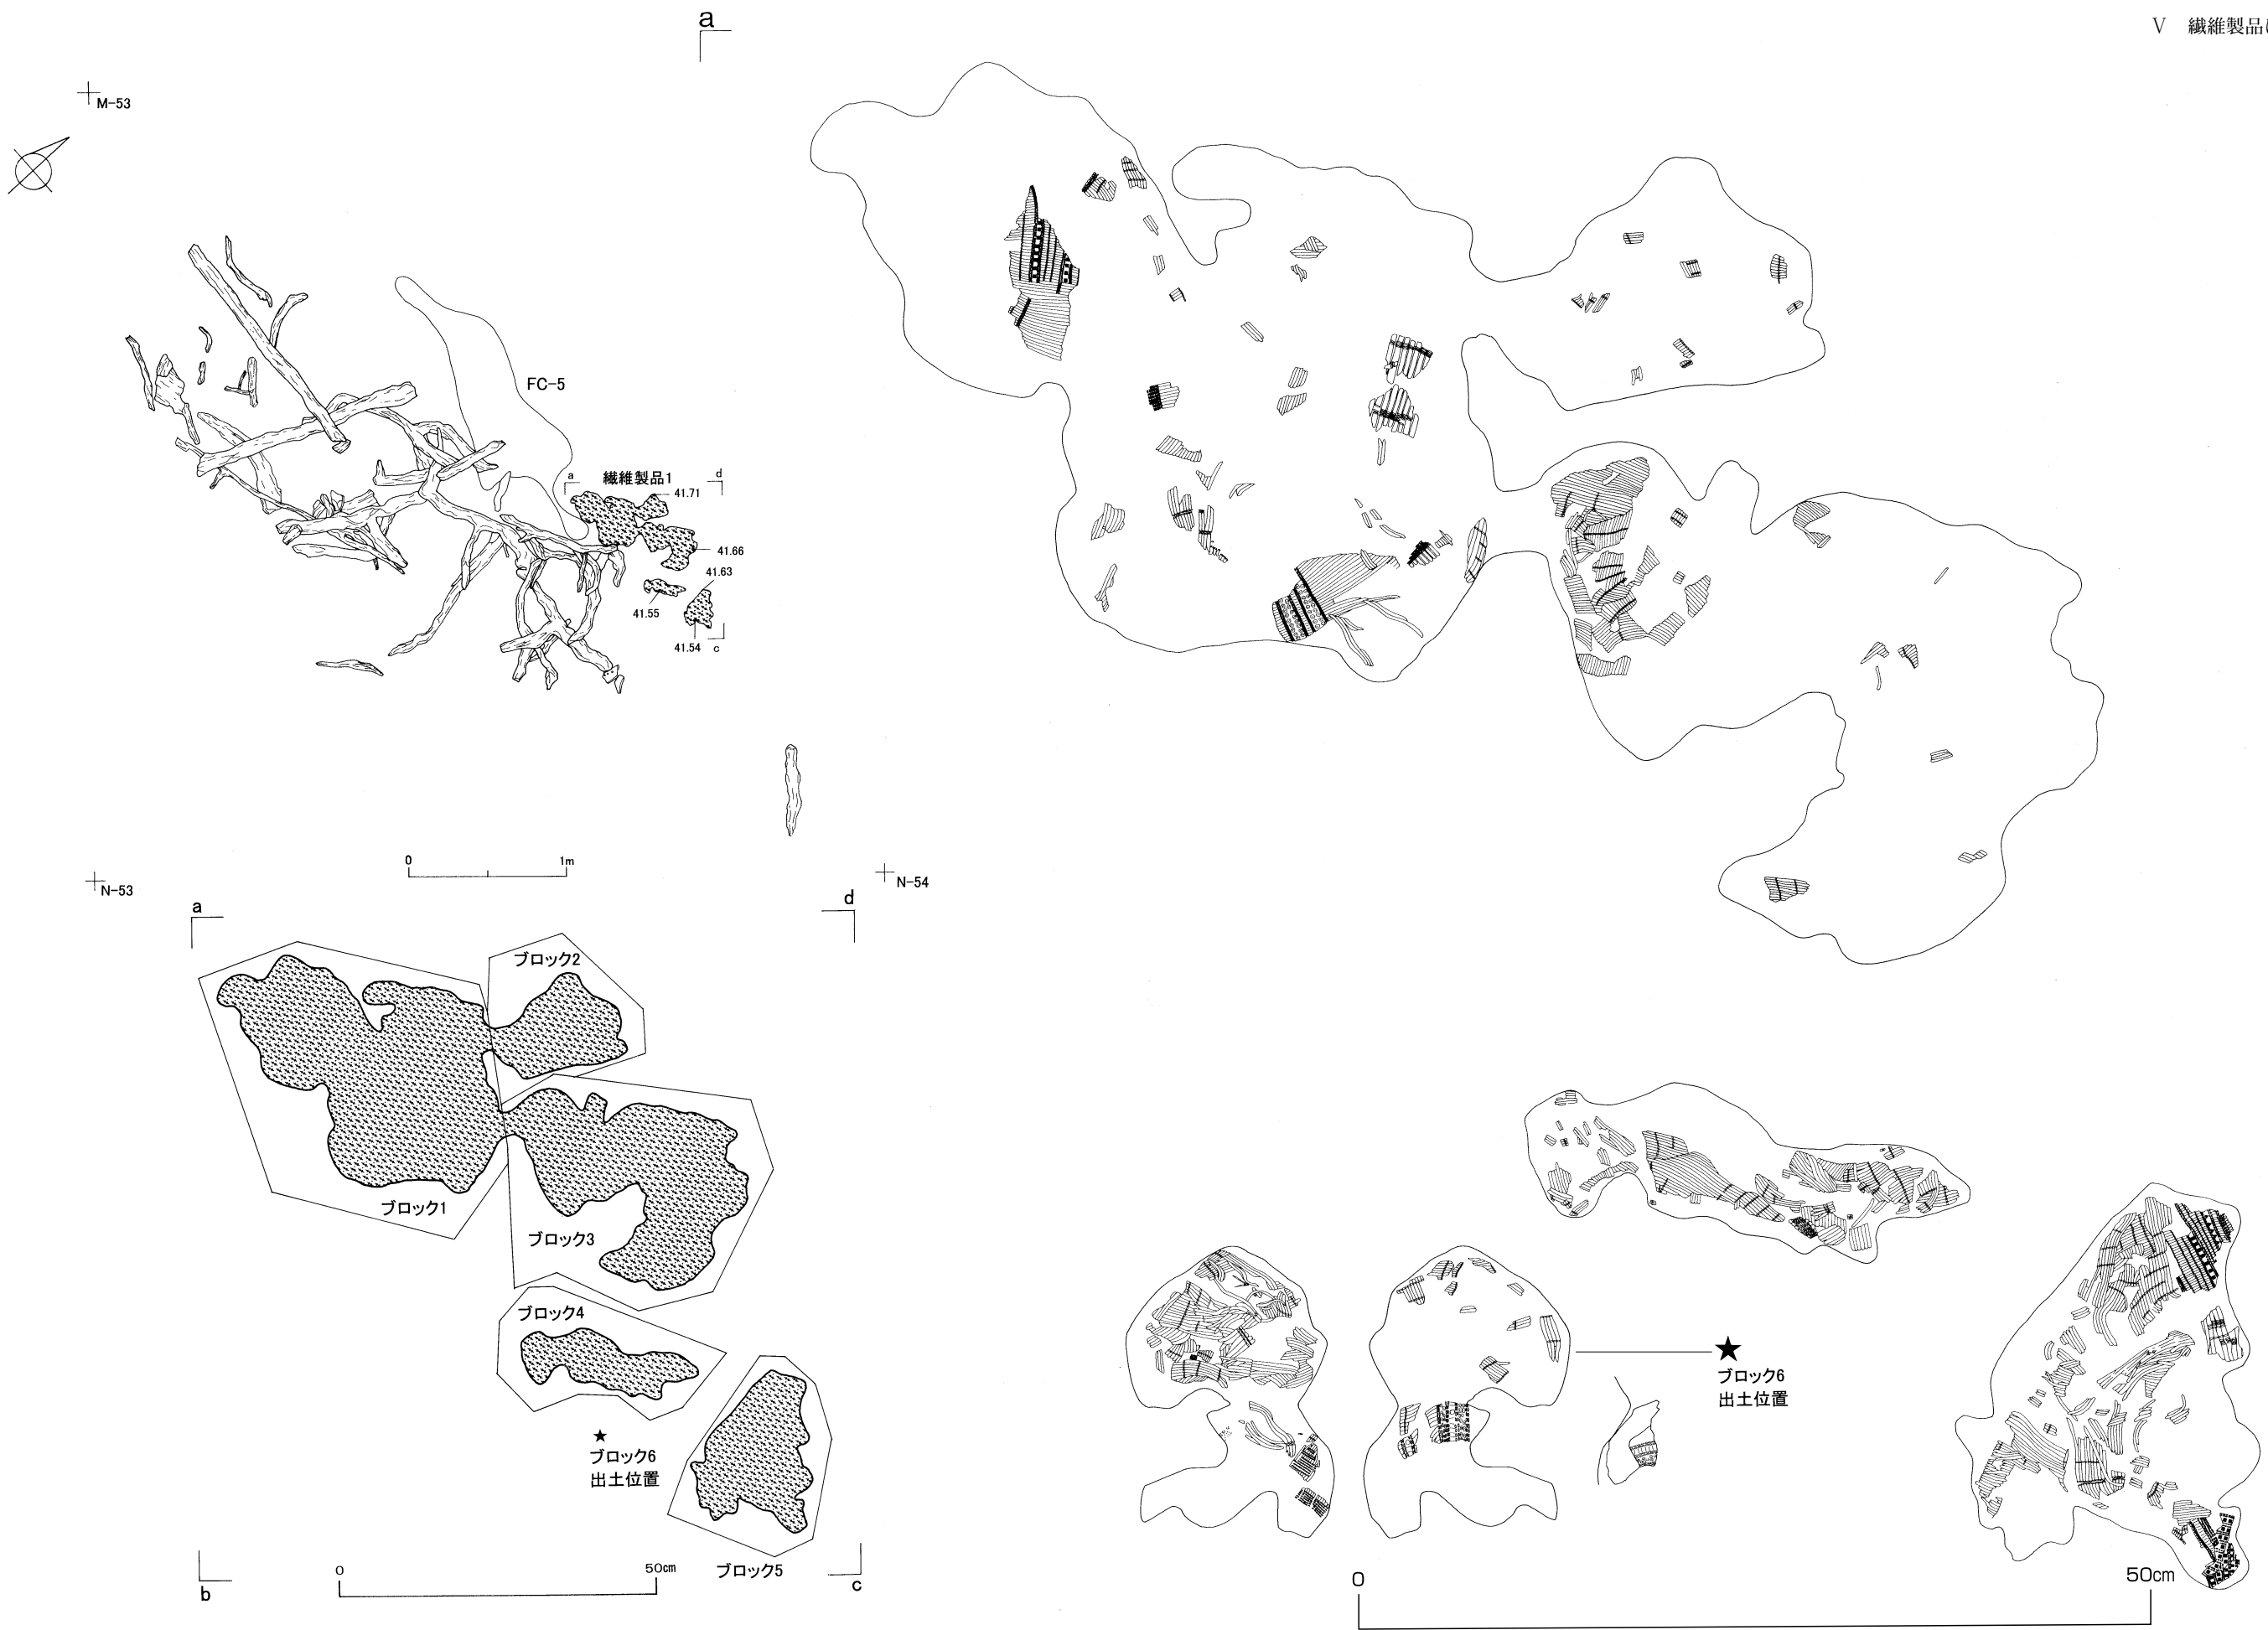 V 繊維製品
a
M-53
FC-5
a
繊維製品1
d
41.71
41.66
41.63
41.55
41.54
c
0
1m
N-53
N-54
a
d
ブロック2
ブロック1
ブロック3
ブロック4
ブロック6
出土位置
ブロック5
b
c
0
50cm
ブロック6
出土位置
0
50cm